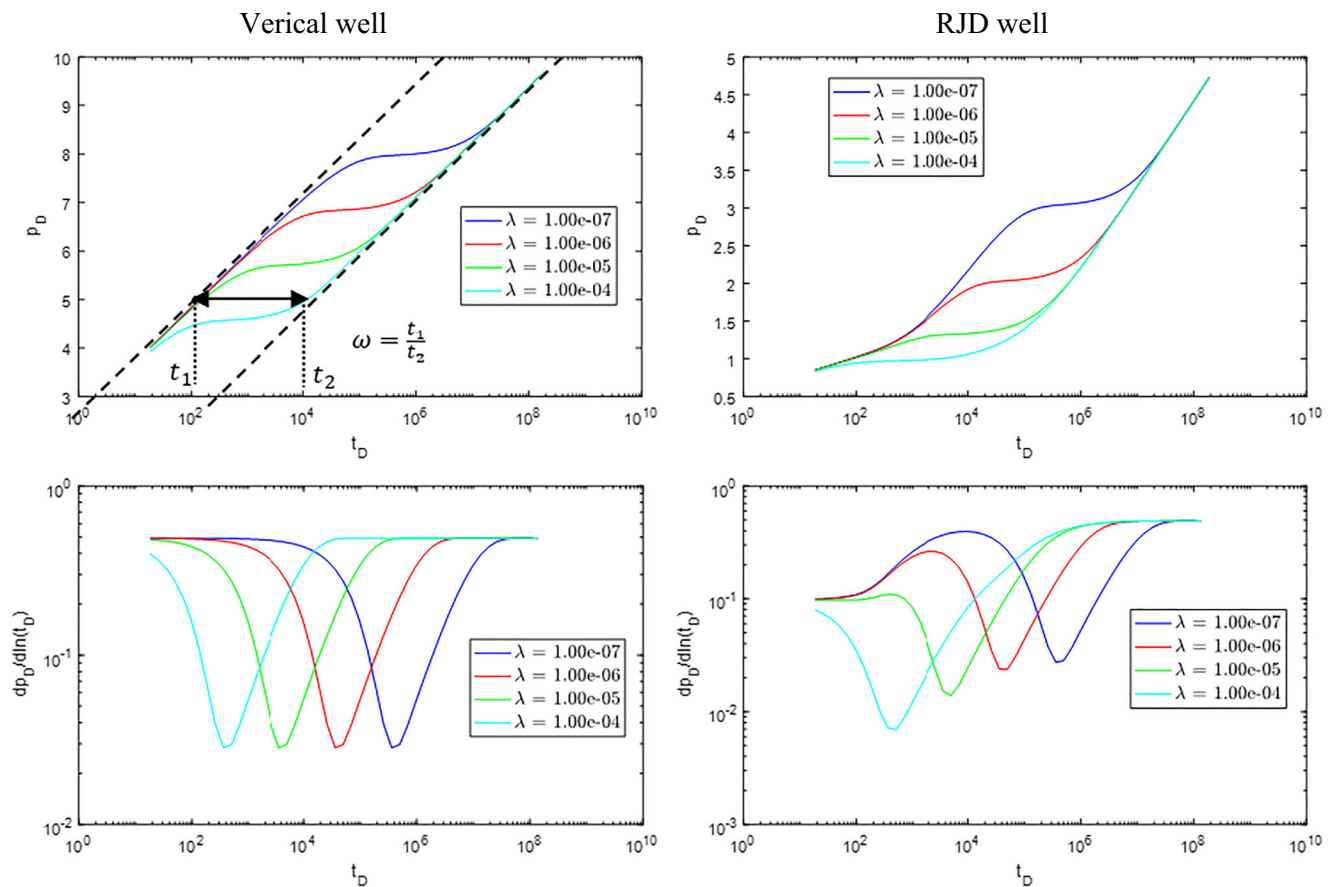 Verical well
RJD well
10
9
8
7
6
5
4
3
p_D
10^0
10^2
10^4
10^6
10^8
10^10
t_D
λ = 1.00e-07
λ = 1.00e-06
λ = 1.00e-05
λ = 1.00e-04
t_1
t_2
ω = t_1/t_2
5
4.5
4
3.5
3
2.5
2
1.5
1
0.5
p_D
10^0
10^2
10^4
10^6
10^8
10^10
t_D
λ = 1.00e-07
λ = 1.00e-06
λ = 1.00e-05
λ = 1.00e-04
10^0
10^-1
10^-2
dp_D/dln(t_D)
10^0
10^2
10^4
10^6
10^8
10^10
t_D
λ = 1.00e-07
λ = 1.00e-06
λ = 1.00e-05
λ = 1.00e-04
10^0
10^-1
10^-2
10^-3
dp_D/dln(t_D)
10^0
10^2
10^4
10^6
10^8
10^10
t_D
λ = 1.00e-07
λ = 1.00e-06
λ = 1.00e-05
λ = 1.00e-04